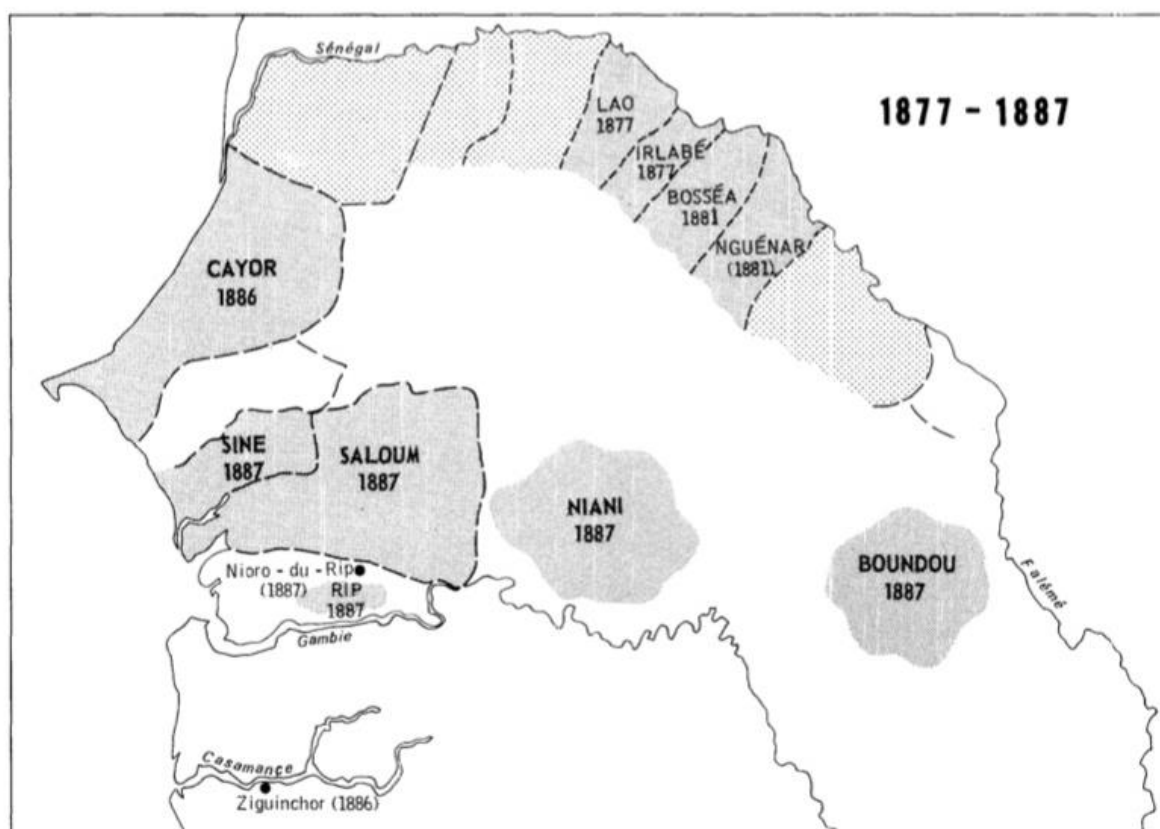 Sénégal
1877 - 1887
LAO
1877
IRLABÉ
1877
BOSSÉA
1881
NGUÉNAR
(1881)
CAYOR
1886
SINE
1887
SALOUM
1887
NIANI
1887
BOUNDOU
1887
Falémé
Nioro - du - Rip
(1887)
RIP
1887
Gambie
Casamançe
Ziguinchor (1886)